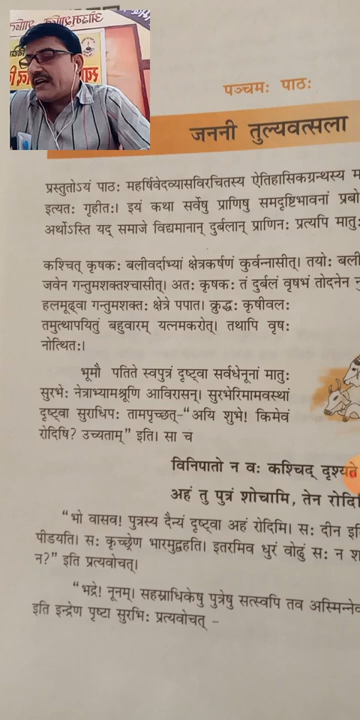 पञ्चमः पाठः
जननी तुल्यवत्सला
प्रस्तुतोऽयं पाठः महर्षिवेदव्यासविरचितस्य ऐतिहासिकग्रन्थस्य
इत्यतः गृहीतः। इयं कथा सर्वेषु प्राणिषु समदृष्टिभावनां
अर्थोऽस्ति यद् समाजे विद्यमानान् दुर्बलान् प्राणिनः प्रत्यपि
कश्चित् कृषकः बलीवर्दाभ्यां क्षेत्रकर्षणं कुर्वन्नासीत्। तयोः
जवेन गन्तुमशक्तश्चासीत्। अतः कृषकः तं दुर्बलं वृषभं तोदनेन
हलमूढ्वा गन्तुमशक्तः क्षेत्रे पपात। क्रुद्धः कृषीवलः
तमुत्थापयितुं बहुवारम् यत्नमकरोत्। तथापि वृषः
नोत्थितः।
भूमौ पतिते स्वपुत्रं दृष्ट्वा सर्वधेनूनां मातुः
सुरभेः नेत्राभ्यामश्रूणि आविरासन्। सुरभेरिमामवस्थां
दृष्ट्वा सुराधिपः तामपृच्छत्-“अयि शुभे! किमेवं
रोदिषि? उच्यताम्” इति। सा च
विनिपातो न वः कश्चिद् दृश्यते
अहं तु पुत्रं शोचामि, तेन
“भो वासव! पुत्रस्य दैन्यं दृष्ट्वा अहं रोदिमि। सः दीन
पीडयति। सः कृच्छ्रेण भारमुद्वहति। इतरमिव धुरं वोढुं सः न
न?” इति प्रत्यवोचत्।
“भद्रे! नूनम्। सहस्राधिकेषु पुत्रेषु सत्स्वपि तव
इति इन्द्रेण पृष्टा सुरभिः प्रत्यवोचत् -